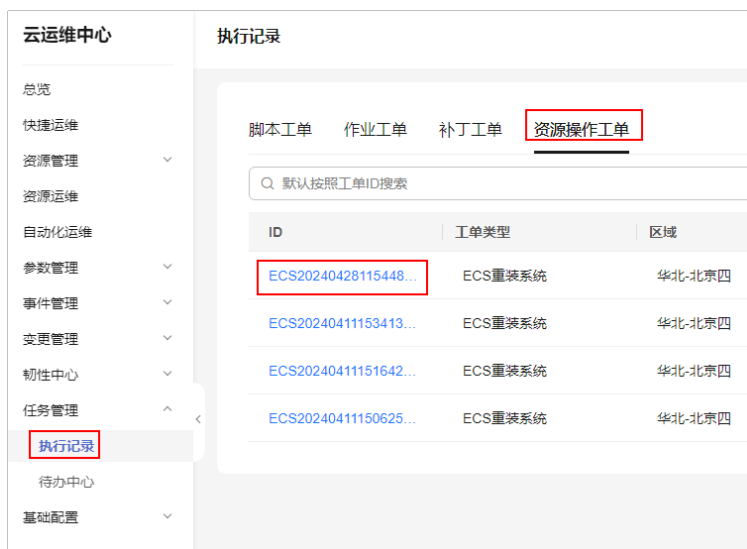 云运维中心
总览
快捷运维
资源管理
资源运维
自动化运维
参数管理
事件管理
变更管理
韧性中心
任务管理
执行记录
待办中心
基础配置
执行记录
脚本工单 作业工单 补丁工单 资源操作工单
默认按照工单ID搜索
ID 工单类型 区域
ECS20240428115448... ECS重装系统 华北-北京四
ECS20240411153413... ECS重装系统 华北-北京四
ECS20240411151642... ECS重装系统 华北-北京四
ECS20240411150625... ECS重装系统 华北-北京四